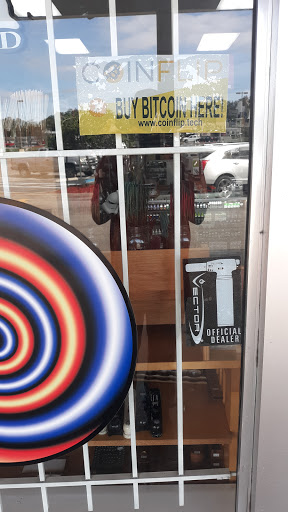 D
COINFLIP
BUY BITCOIN HERE!
www.coinflip.tech
VECTOR
OFFICIAL
DEALER